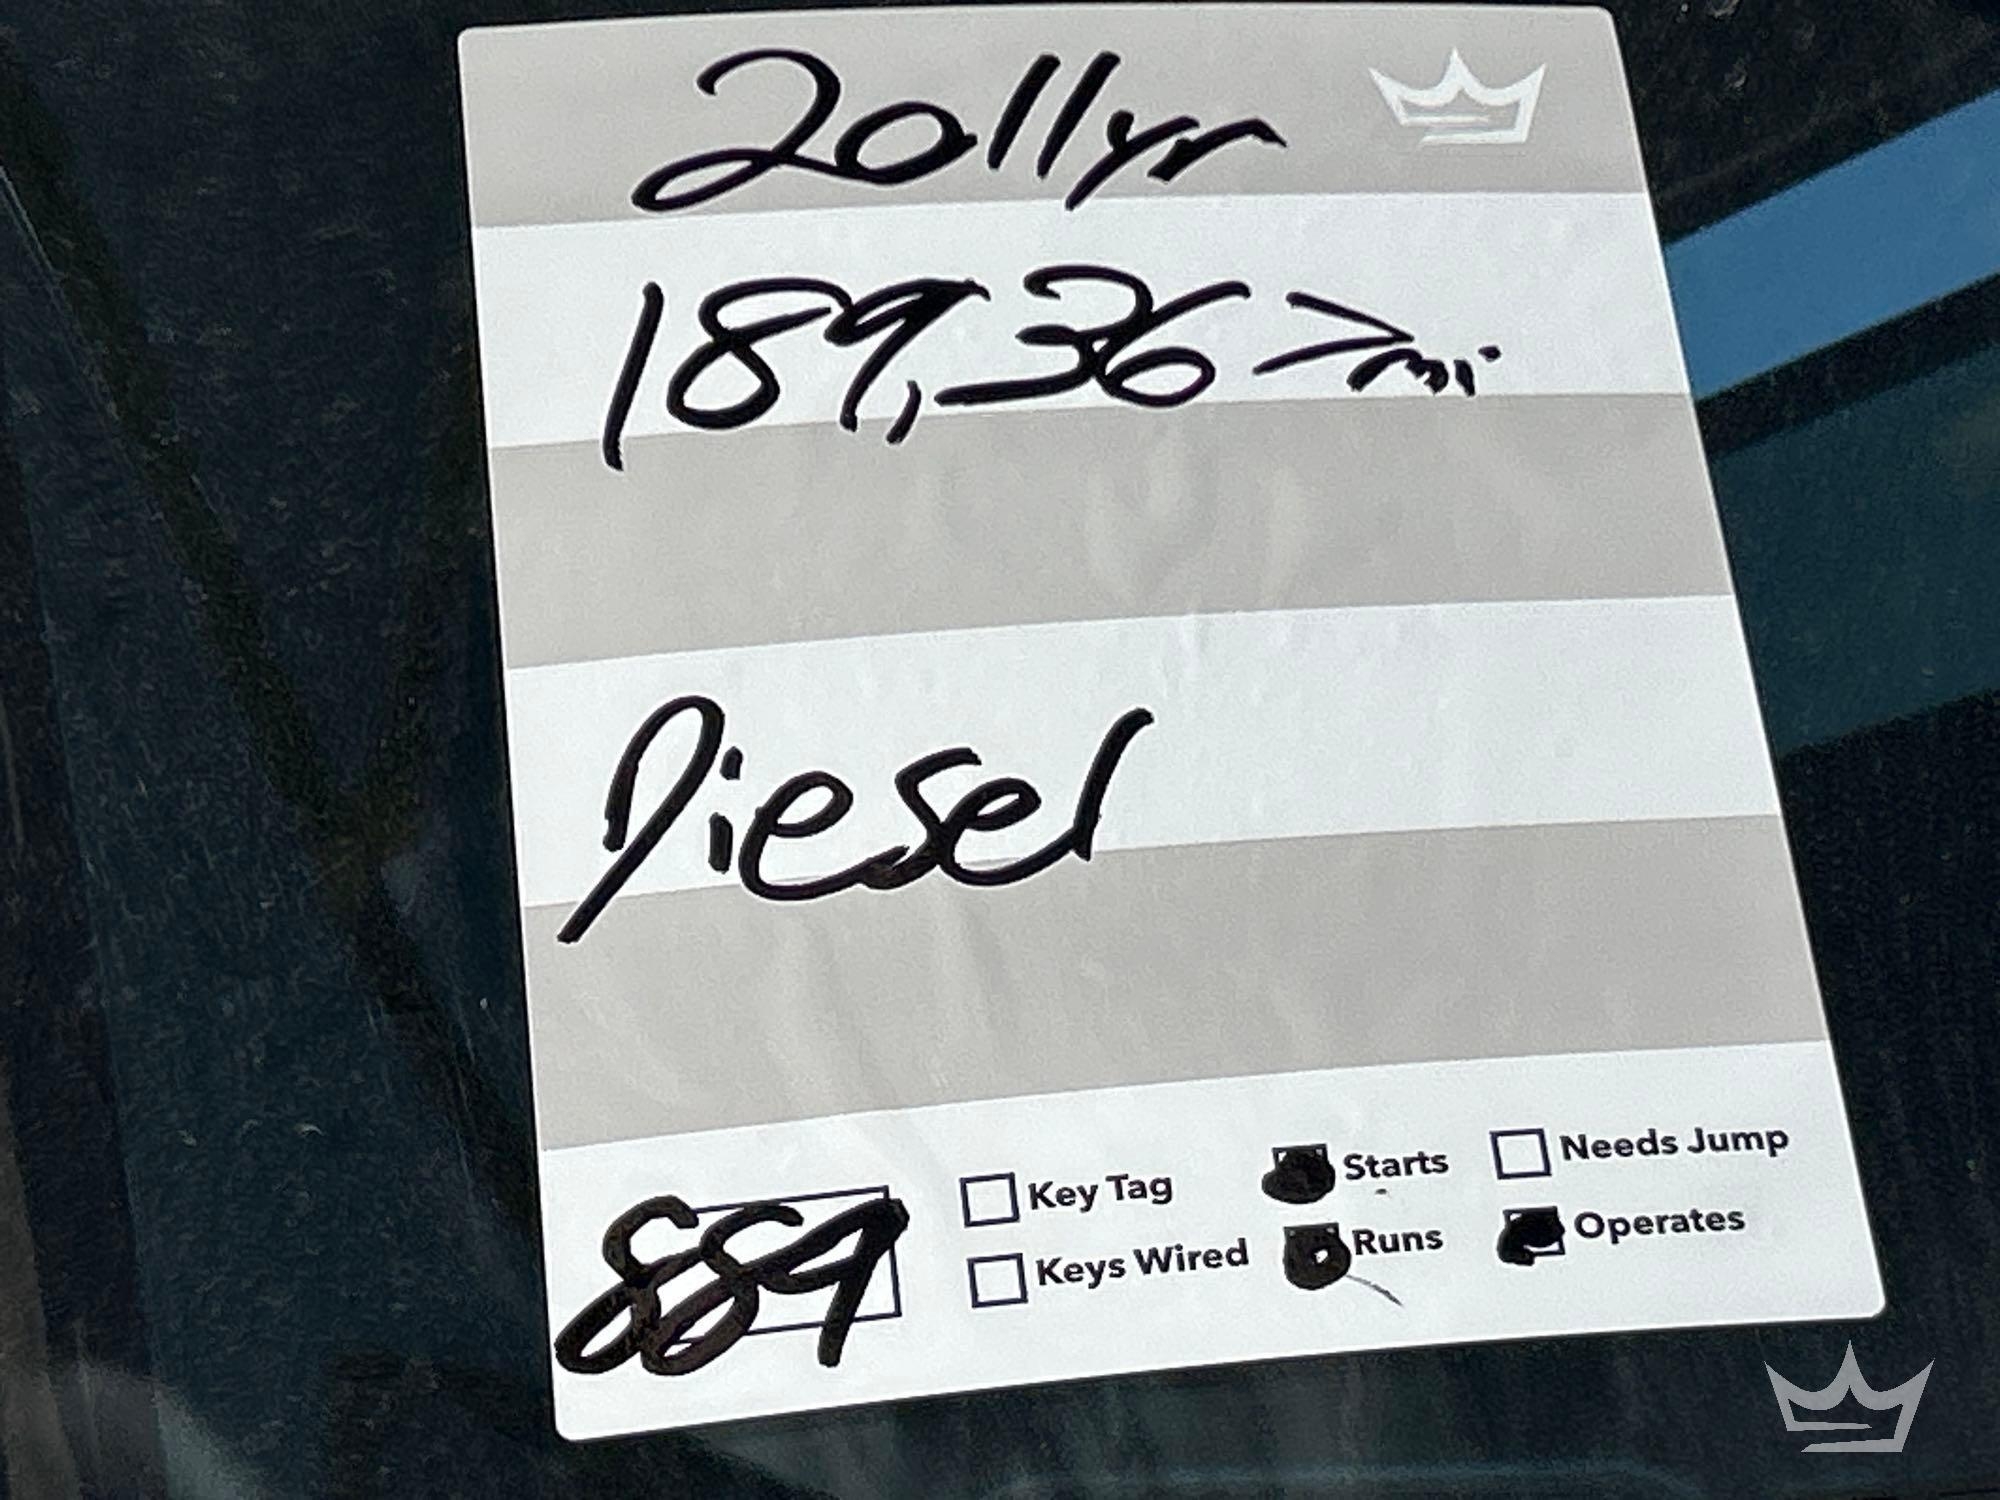 2011yr
189,367mi.
Diesel
889
Key Tag
Starts
Needs Jump
Keys Wired
Runs
Operates